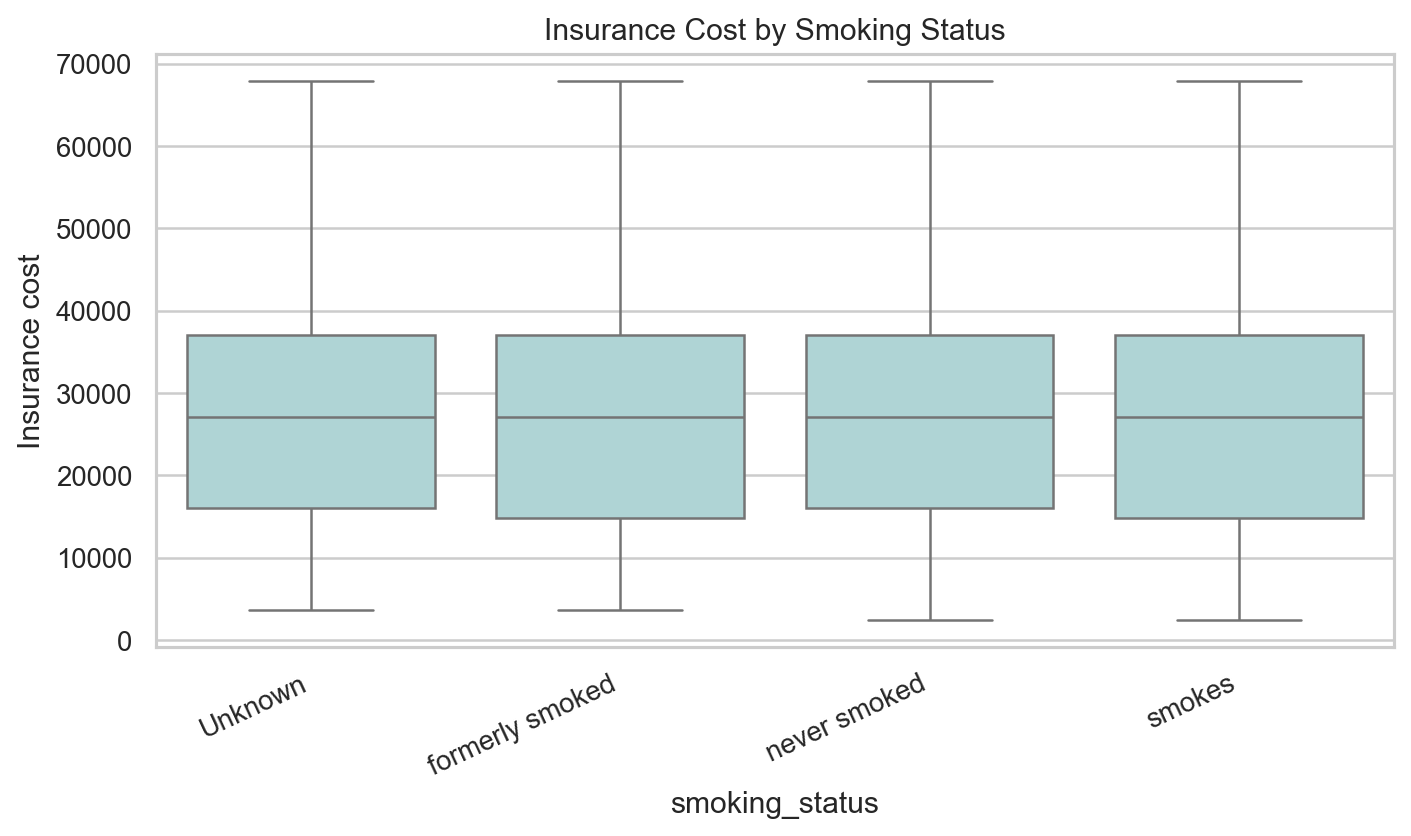 Insurance Cost by Smoking Status
70000
60000
50000
40000
30000
20000
10000
0
Insurance cost
Unknown
formerly smoked
never smoked
smokes
smoking_status